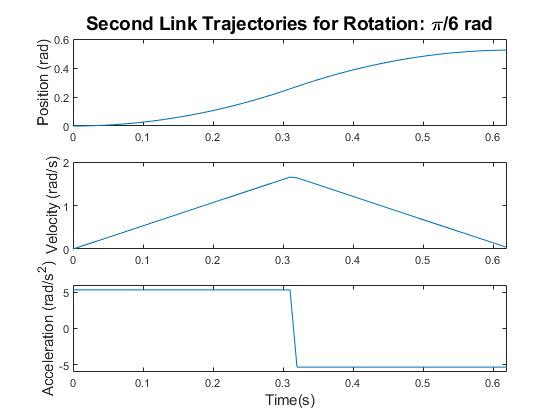 Second Link Trajectories for Rotation: π/6 rad
Position (rad)
0.6
0.4
0.2
0
0 0.1 0.2 0.3 0.4 0.5 0.6
Velocity (rad/s)
2
1
0
0 0.1 0.2 0.3 0.4 0.5 0.6
Acceleration (rad/s²)
5
0
-5
0 0.1 0.2 0.3 0.4 0.5 0.6
Time(s)